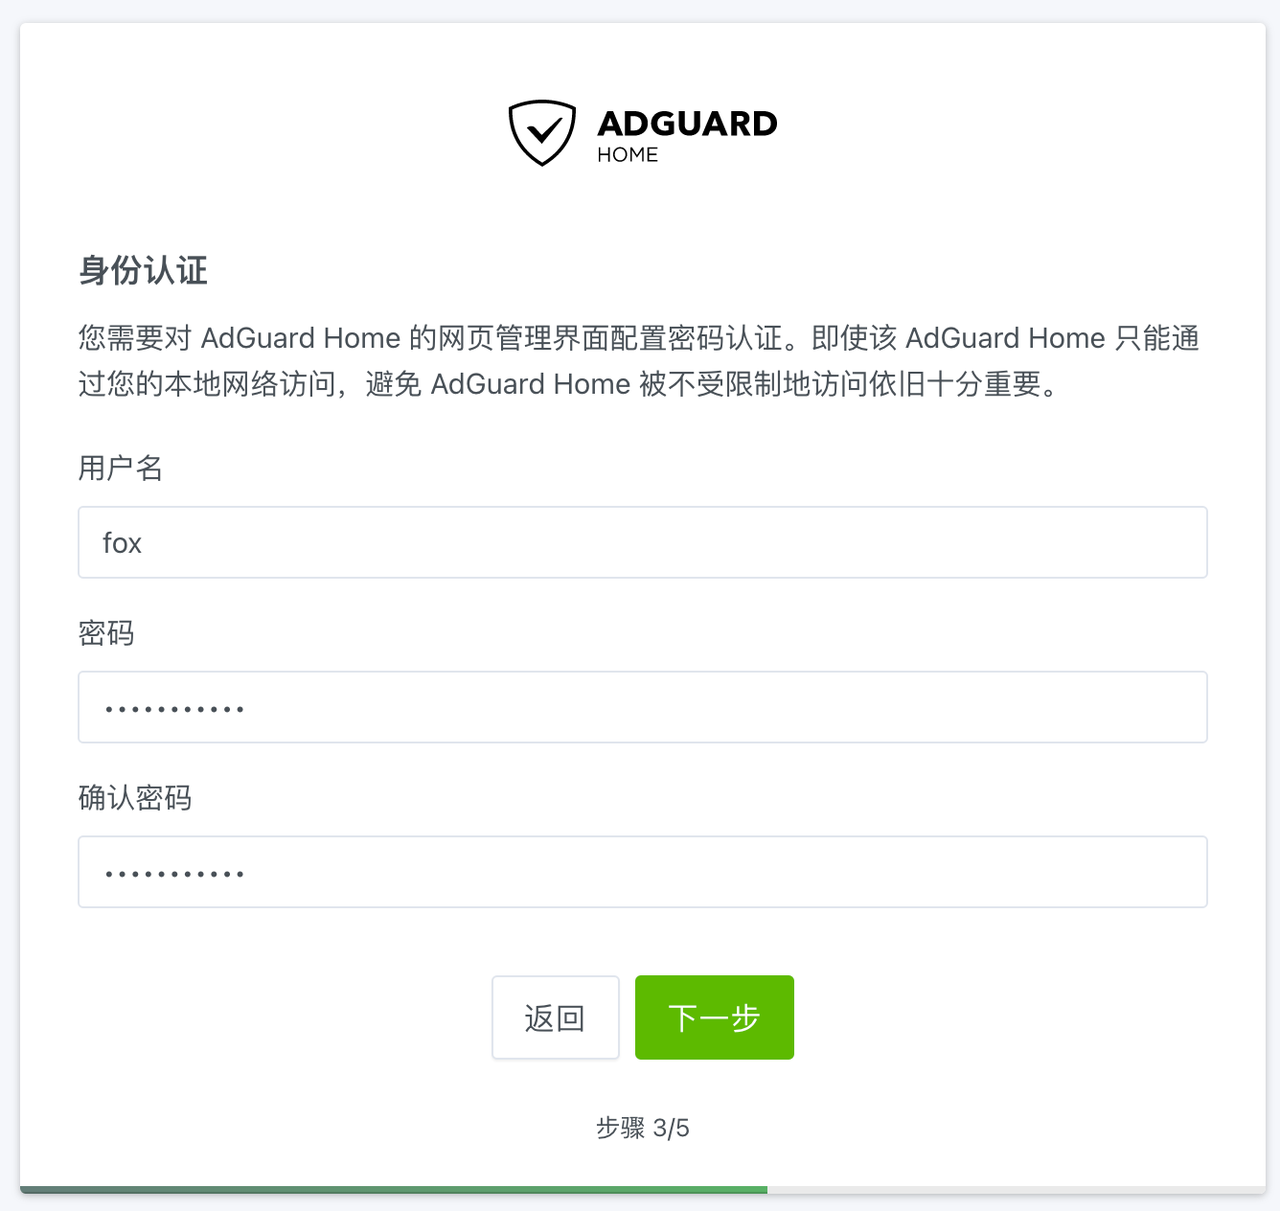 ADGUARD
HOME
身份认证
您需要对 AdGuard Home 的网页管理界面配置密码认证。即使该 AdGuard Home 只能通
过您的本地网络访问，避免 AdGuard Home 被不受限制地访问依旧十分重要。
用户名
fox
密码
•••••••••••
确认密码
•••••••••••
返回
下一步
步骤 3/5